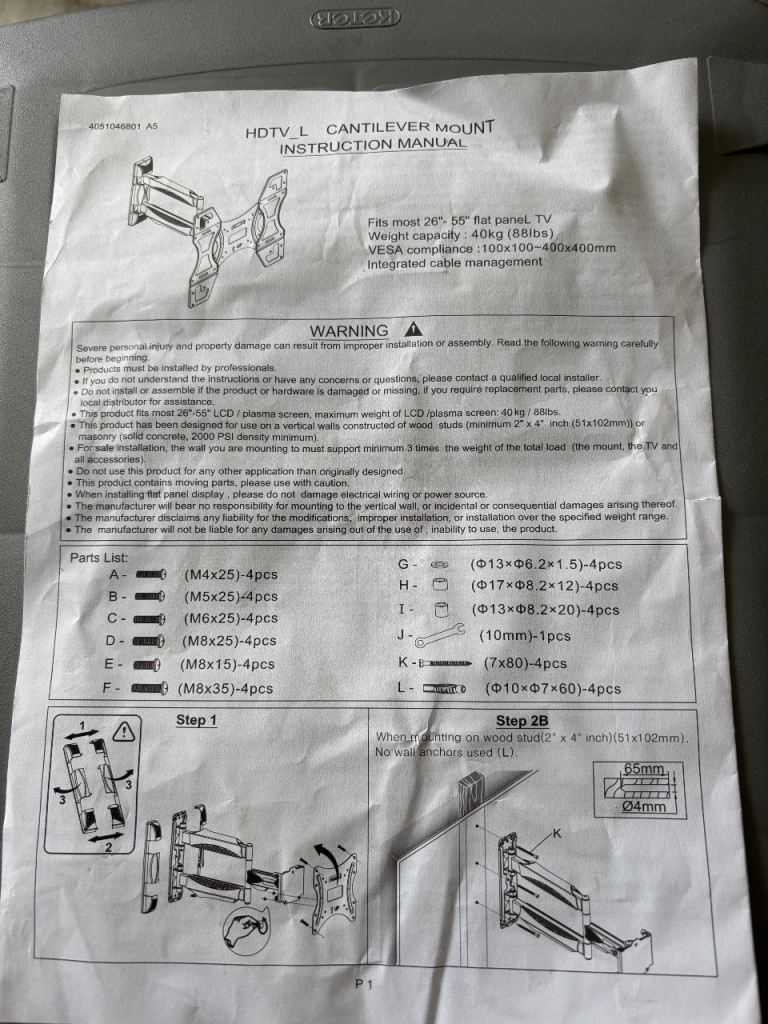 KETER
4051046801 A5
HDTV_L CANTILEVER MOUNT
INSTRUCTION MANUAL
Fits most 26"- 55" flat paneL TV
Weight capacity : 40kg (88lbs)
VESA compliance :100x100~400x400mm
Integrated cable management
WARNING
Severe personal injury and property damage can result from improper installation or assembly. Read the following warning carefully
before beginning.
• Products must be installed by professionals.
• If you do not understand the instructions or have any concerns or questions, please contact a qualified local installer.
• Do not install or assemble if the product or hardware is damaged or missing, if you require replacement parts, please contact you
local distributor for assistance.
• This product fits most 26"-55" LCD / plasma screen; maximum weight of LCD /plasma screen: 40 kg / 88lbs.
• This product has been designed for use on a vertical walls constructed of wood studs (minimum 2" x 4" inch (51x102mm)) or
masonry (solid concrete, 2000 PSI density minimum).
• For safe installation, the wall you are mounting to must support minimum 3 times the weight of the total load (the mount, the TV and
all accessories).
• Do not use this product for any other application than originally designed.
• This product contains moving parts, please use with caution.
• When installing flat panel display , please do not damage electrical wiring or power source.
• The manufacturer will bear no responsibility for mounting to the vertical wall, or incidental or consequential damages arising thereof.
• The manufacturer disclaims any liability for the modifications, improper installation, or installation over the specified weight range.
• The manufacturer will not be liable for any damages arising out of the use of , inability to use, the product.
Parts List:
A - (M4x25)-4pcs
B - (M5x25)-4pcs
C - (M6x25)-4pcs
D - (M8x25)-4pcs
E - (M8x15)-4pcs
F - (M8x35)-4pcs
G - (Φ13×Φ6.2×1.5)-4pcs
H - (Φ17×Φ8.2×12)-4pcs
I - (Φ13×Φ8.2×20)-4pcs
J - (10mm)-1pcs
K - (7x80)-4pcs
L - (Φ10×Φ7×60)-4pcs
Step 1
1
3
3
2
Step 2B
When mounting on wood stud(2" x 4" inch)(51x102mm).
No wall anchors used (L).
65mm
Ø4mm
K
P 1